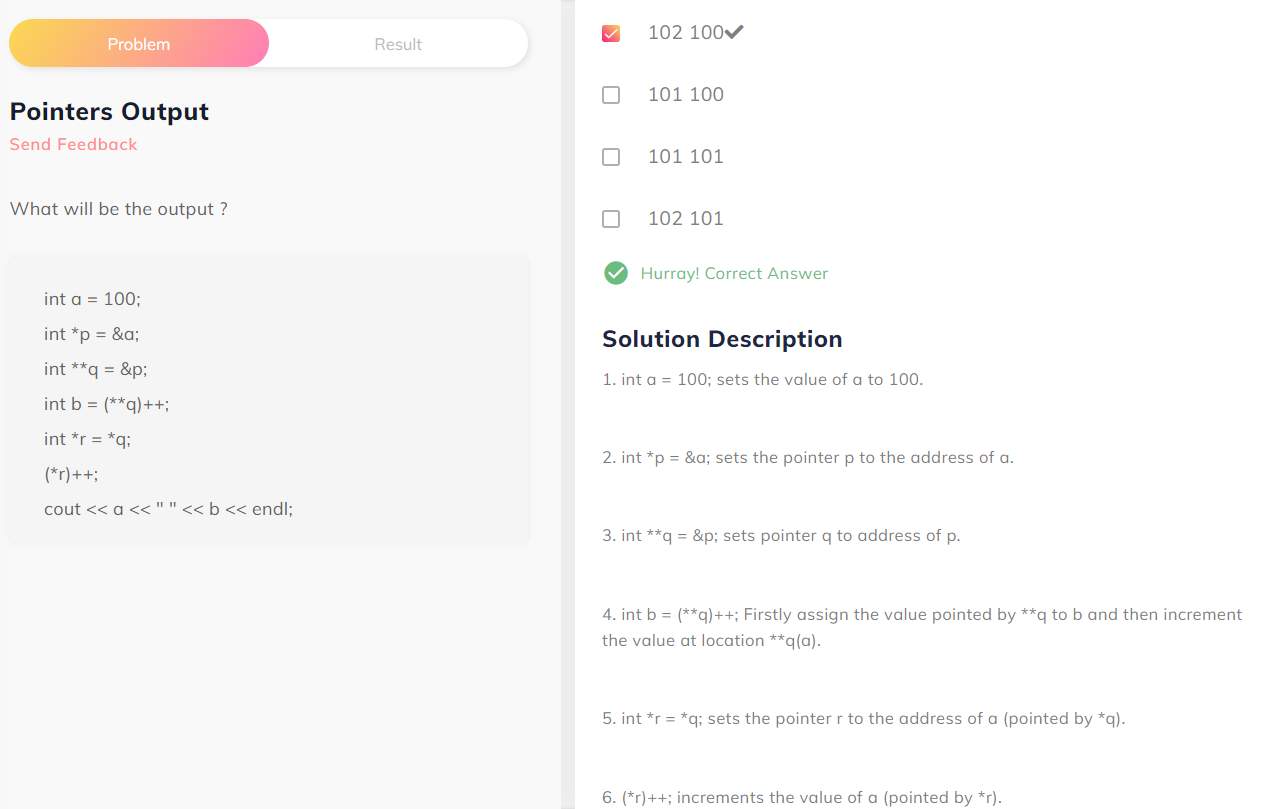 Problem
Result
Pointers Output
Send Feedback
What will be the output ?
int a = 100;
int *p = &a;
int **q = &p;
int b = (**q)++;
int *r = *q;
(*r)++;
cout << a << " " << b << endl;
102 100
101 100
101 101
102 101
Hurray! Correct Answer
Solution Description
1. int a = 100; sets the value of a to 100.
2. int *p = &a; sets the pointer p to the address of a.
3. int **q = &p; sets pointer q to address of p.
4. int b = (**q)++; Firstly assign the value pointed by **q to b and then increment
the value at location **q(a).
5. int *r = *q; sets the pointer r to the address of a (pointed by *q).
6. (*r)++; increments the value of a (pointed by *r).